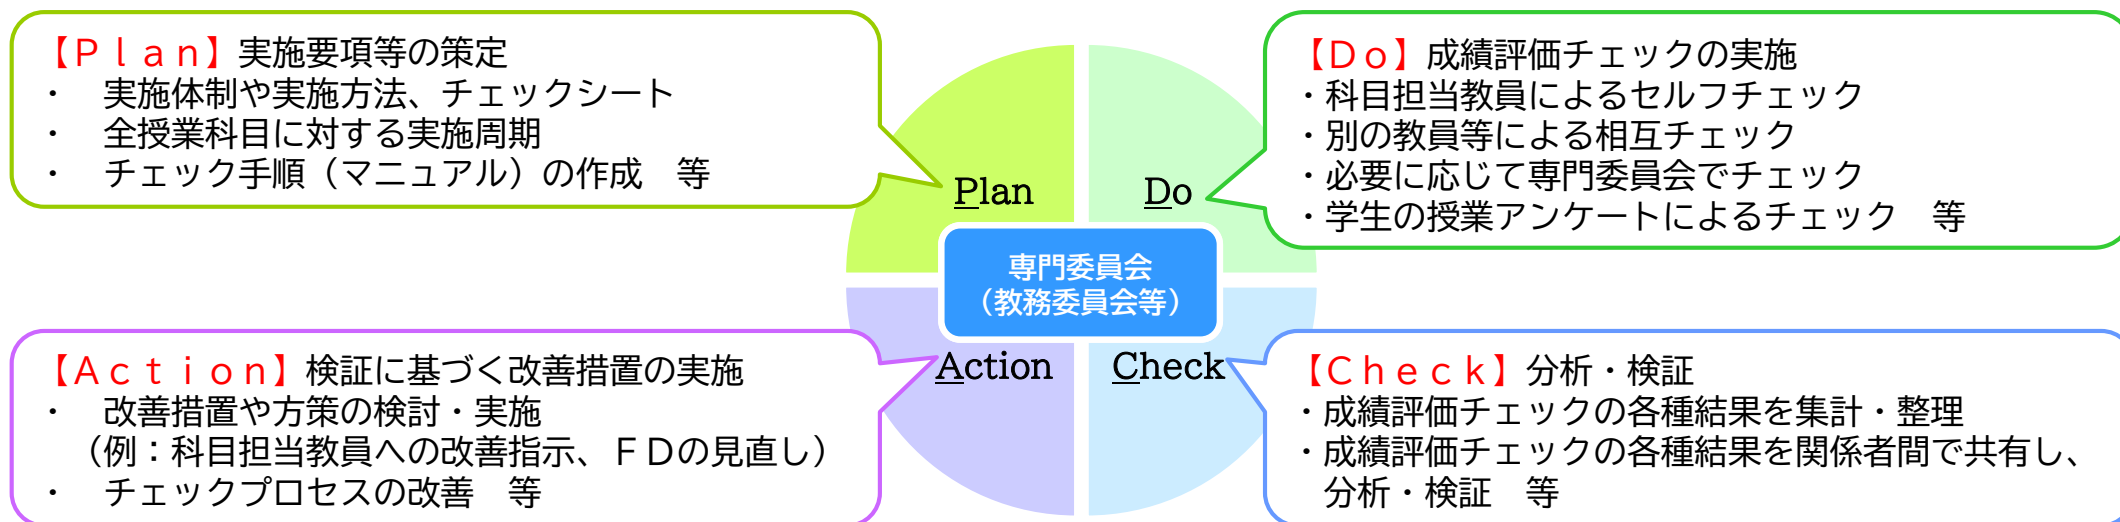 【Ｐｌａｎ】実施要項等の策定
・　実施体制や実施方法、チェックシート
・　全授業科目に対する実施周期
・　チェック手順（マニュアル）の作成　等
【Ｄｏ】成績評価チェックの実施
・科目担当教員によるセルフチェック
・別の教員等による相互チェック
・必要に応じて専門委員会でチェック
・学生の授業アンケートによるチェック　等
Plan
Do
専門委員会
（教務委員会等）
Action
Check
【Ａｃｔｉｏｎ】検証に基づく改善措置の実施
・　改善措置や方策の検討・実施
（例：科目担当教員への改善指示、ＦＤの見直し）
・　チェックプロセスの改善　等
【Ｃｈｅｃｋ】分析・検証
・成績評価チェックの各種結果を集計・整理
・成績評価チェックの各種結果を関係者間で共有し、
分析・検証　等